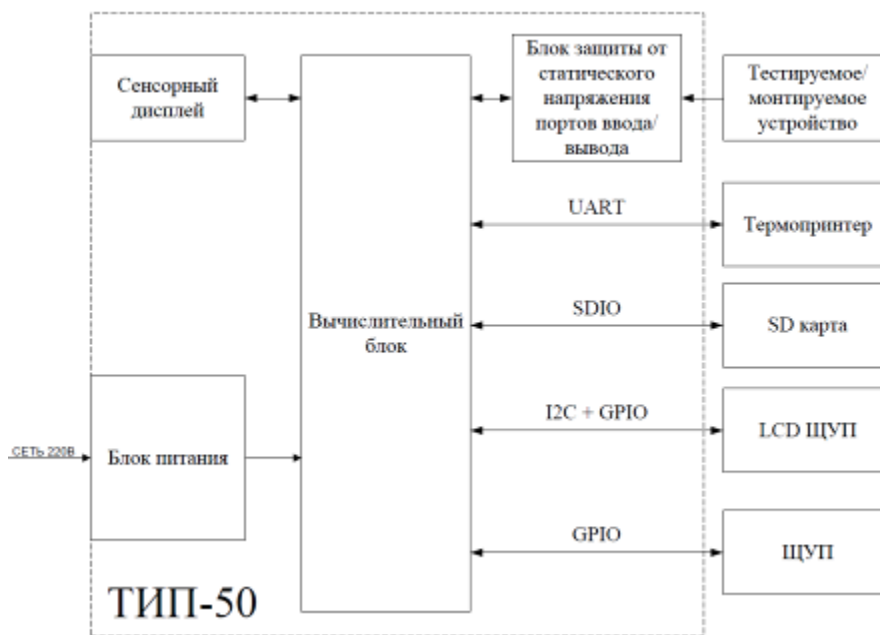 Сенсорный
дисплей
Блок защиты от
статического
напряжения
портов ввода/
вывода
Тестируемое/
монтируемое
устройство
UART
Термопринтер
Вычислительный
блок
SDIO
SD карта
I2C + GPIO
LCD ЩУП
СЕТЬ 220В
Блок питания
GPIO
ЩУП
ТИП-50